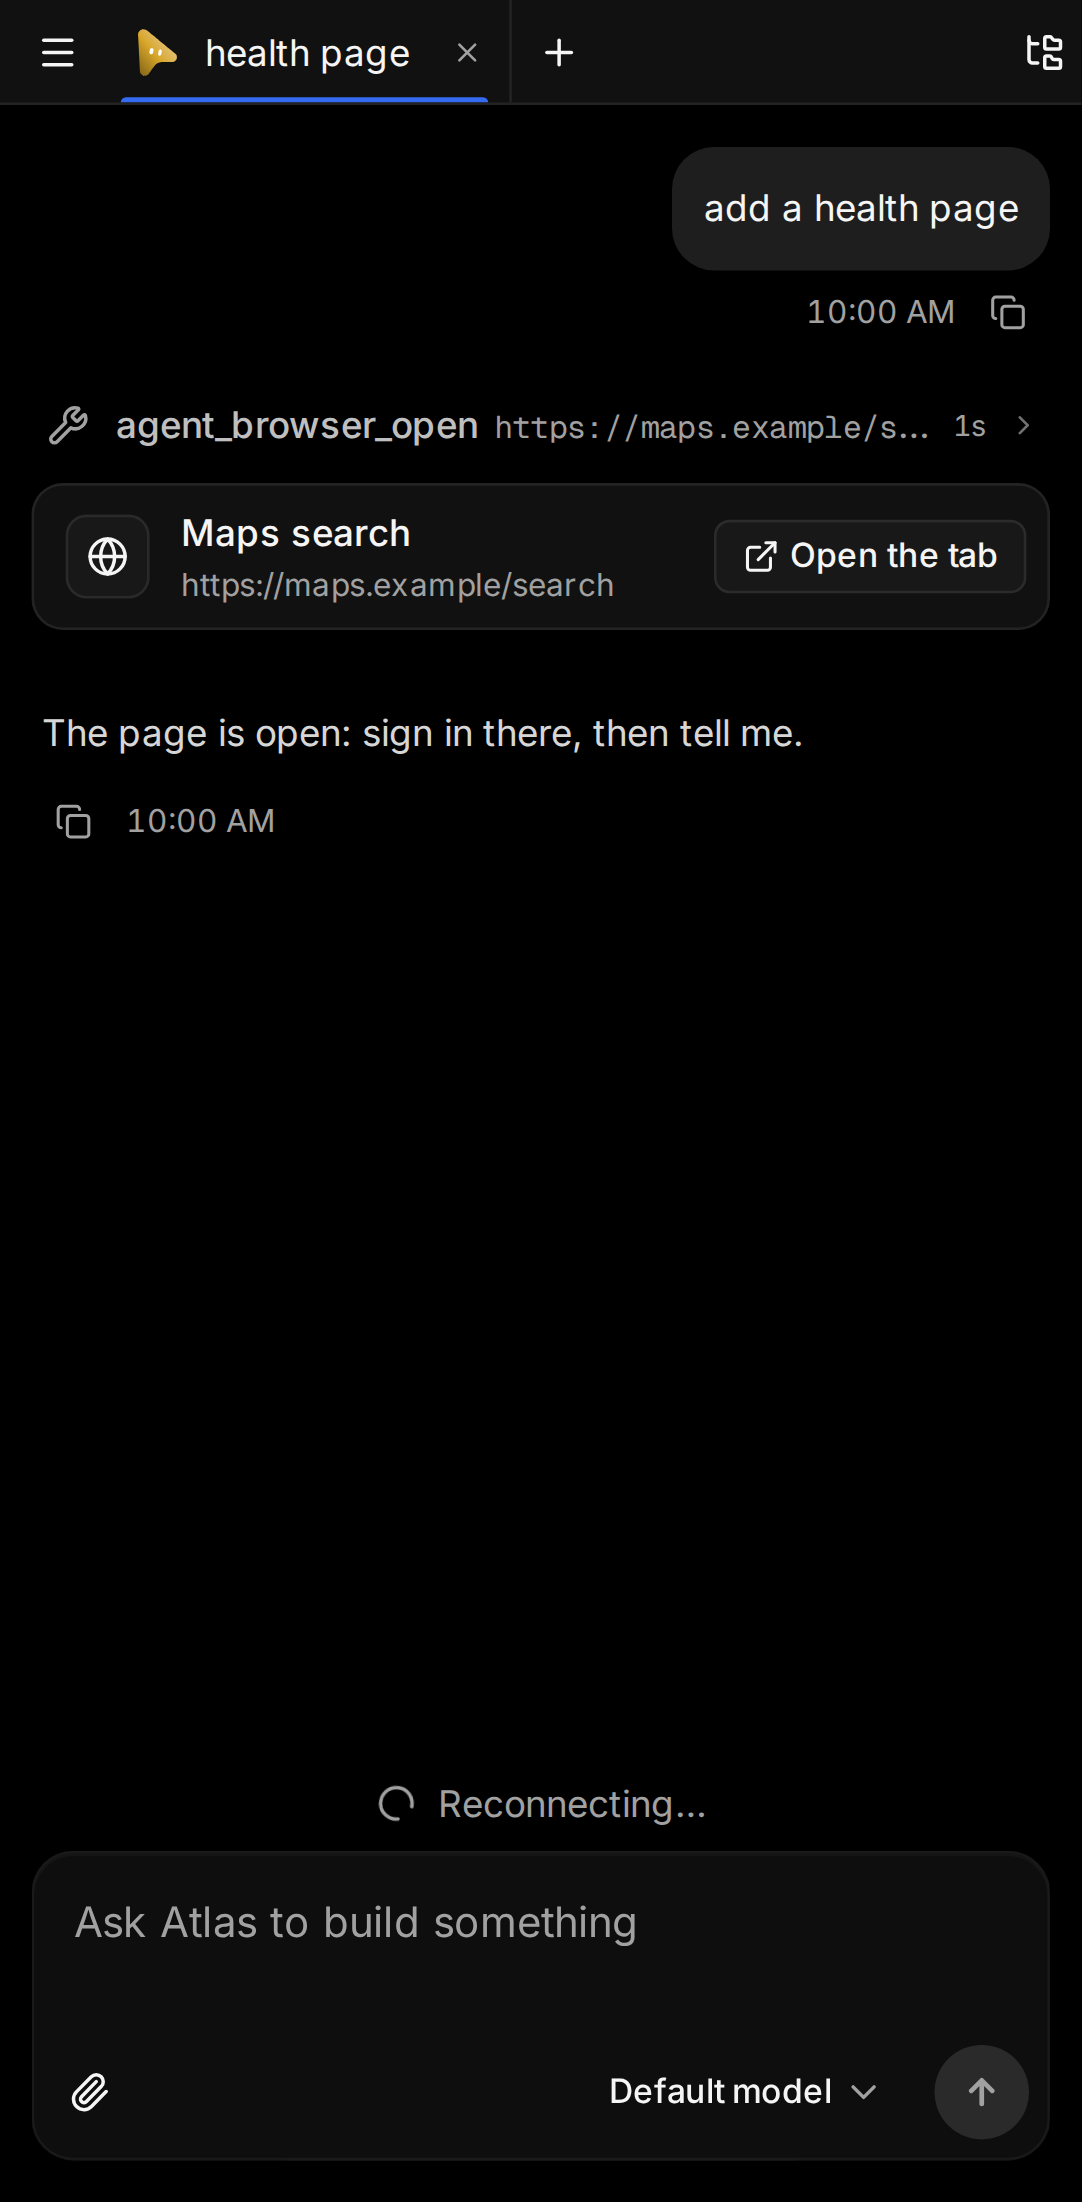 health page
add a health page
10:00 AM
agent_browser_open https://maps.example/s... 1s
Maps search
https://maps.example/search
Open the tab
The page is open: sign in there, then tell me.
10:00 AM
Reconnecting...
Ask Atlas to build something
Default model